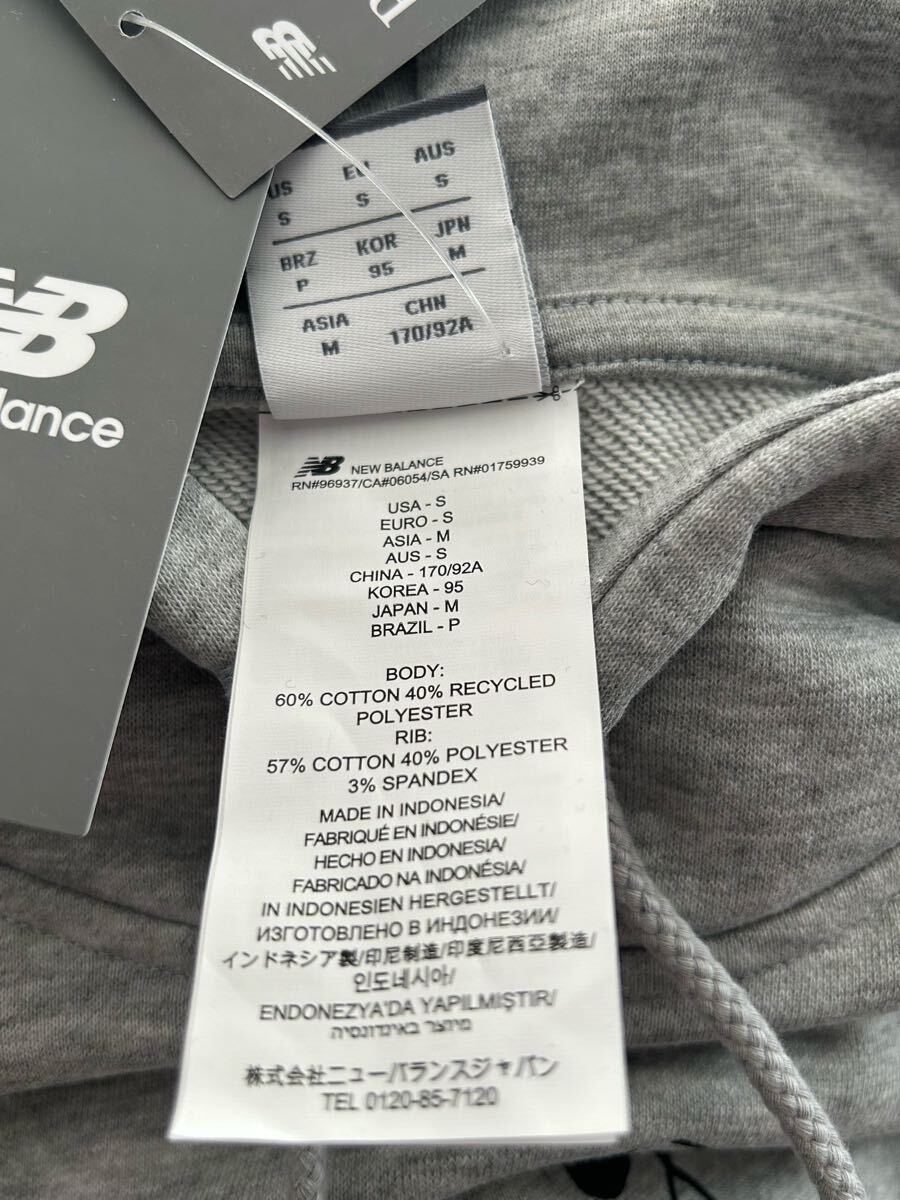 NB
lance
US EU AUS
S S S
BRZ KOR JPN
P 95 M
ASIA CHN
M 170/92A
NB NEW BALANCE
RN#96937/CA#06054/SA RN#01759939
USA - S
EURO - S
ASIA - M
AUS - S
CHINA - 170/92A
KOREA - 95
JAPAN - M
BRAZIL - P
BODY:
60% COTTON 40% RECYCLED
POLYESTER
RIB:
57% COTTON 40% POLYESTER
3% SPANDEX
MADE IN INDONESIA/
FABRIQUÉ EN INDONÉSIE/
HECHO EN INDONESIA/
FABRICADO NA INDONÉSIA/
IN INDONESIEN HERGESTELLT/
ИЗГОТОВЛЕНО В ИНДОНЕЗИИ/
インドネシア製/印尼制造/印度尼西亞製造/
인도네시아/
ENDONEZYA'DA YAPILMIŞTIR/
מיוצר באינדונסיה
株式会社ニューバランスジャパン
TEL 0120-85-7120